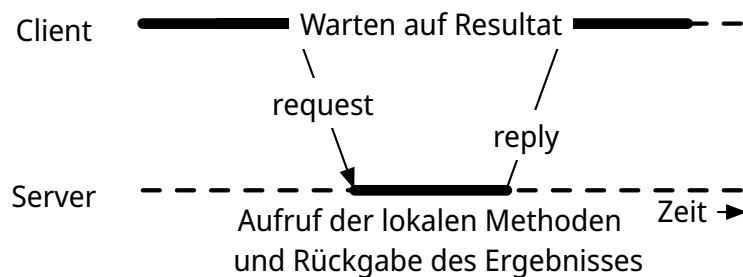 Client
Warten auf Resultat
request
reply
Server
Aufruf der lokalen Methoden
und Rückgabe des Ergebnisses
Zeit